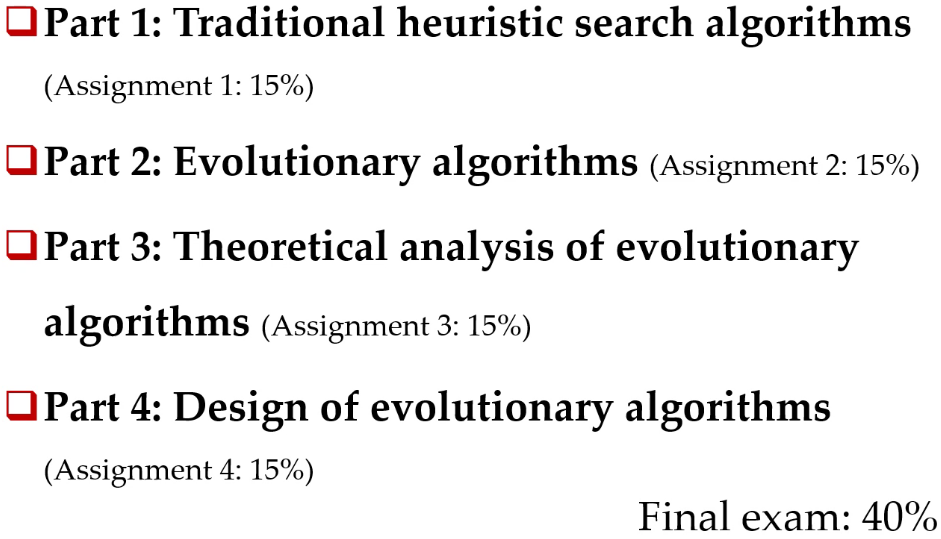 Part 1: Traditional heuristic search algorithms
(Assignment 1: 15%)
Part 2: Evolutionary algorithms (Assignment 2: 15%)
Part 3: Theoretical analysis of evolutionary
algorithms (Assignment 3: 15%)
Part 4: Design of evolutionary algorithms
(Assignment 4: 15%)
Final exam: 40%